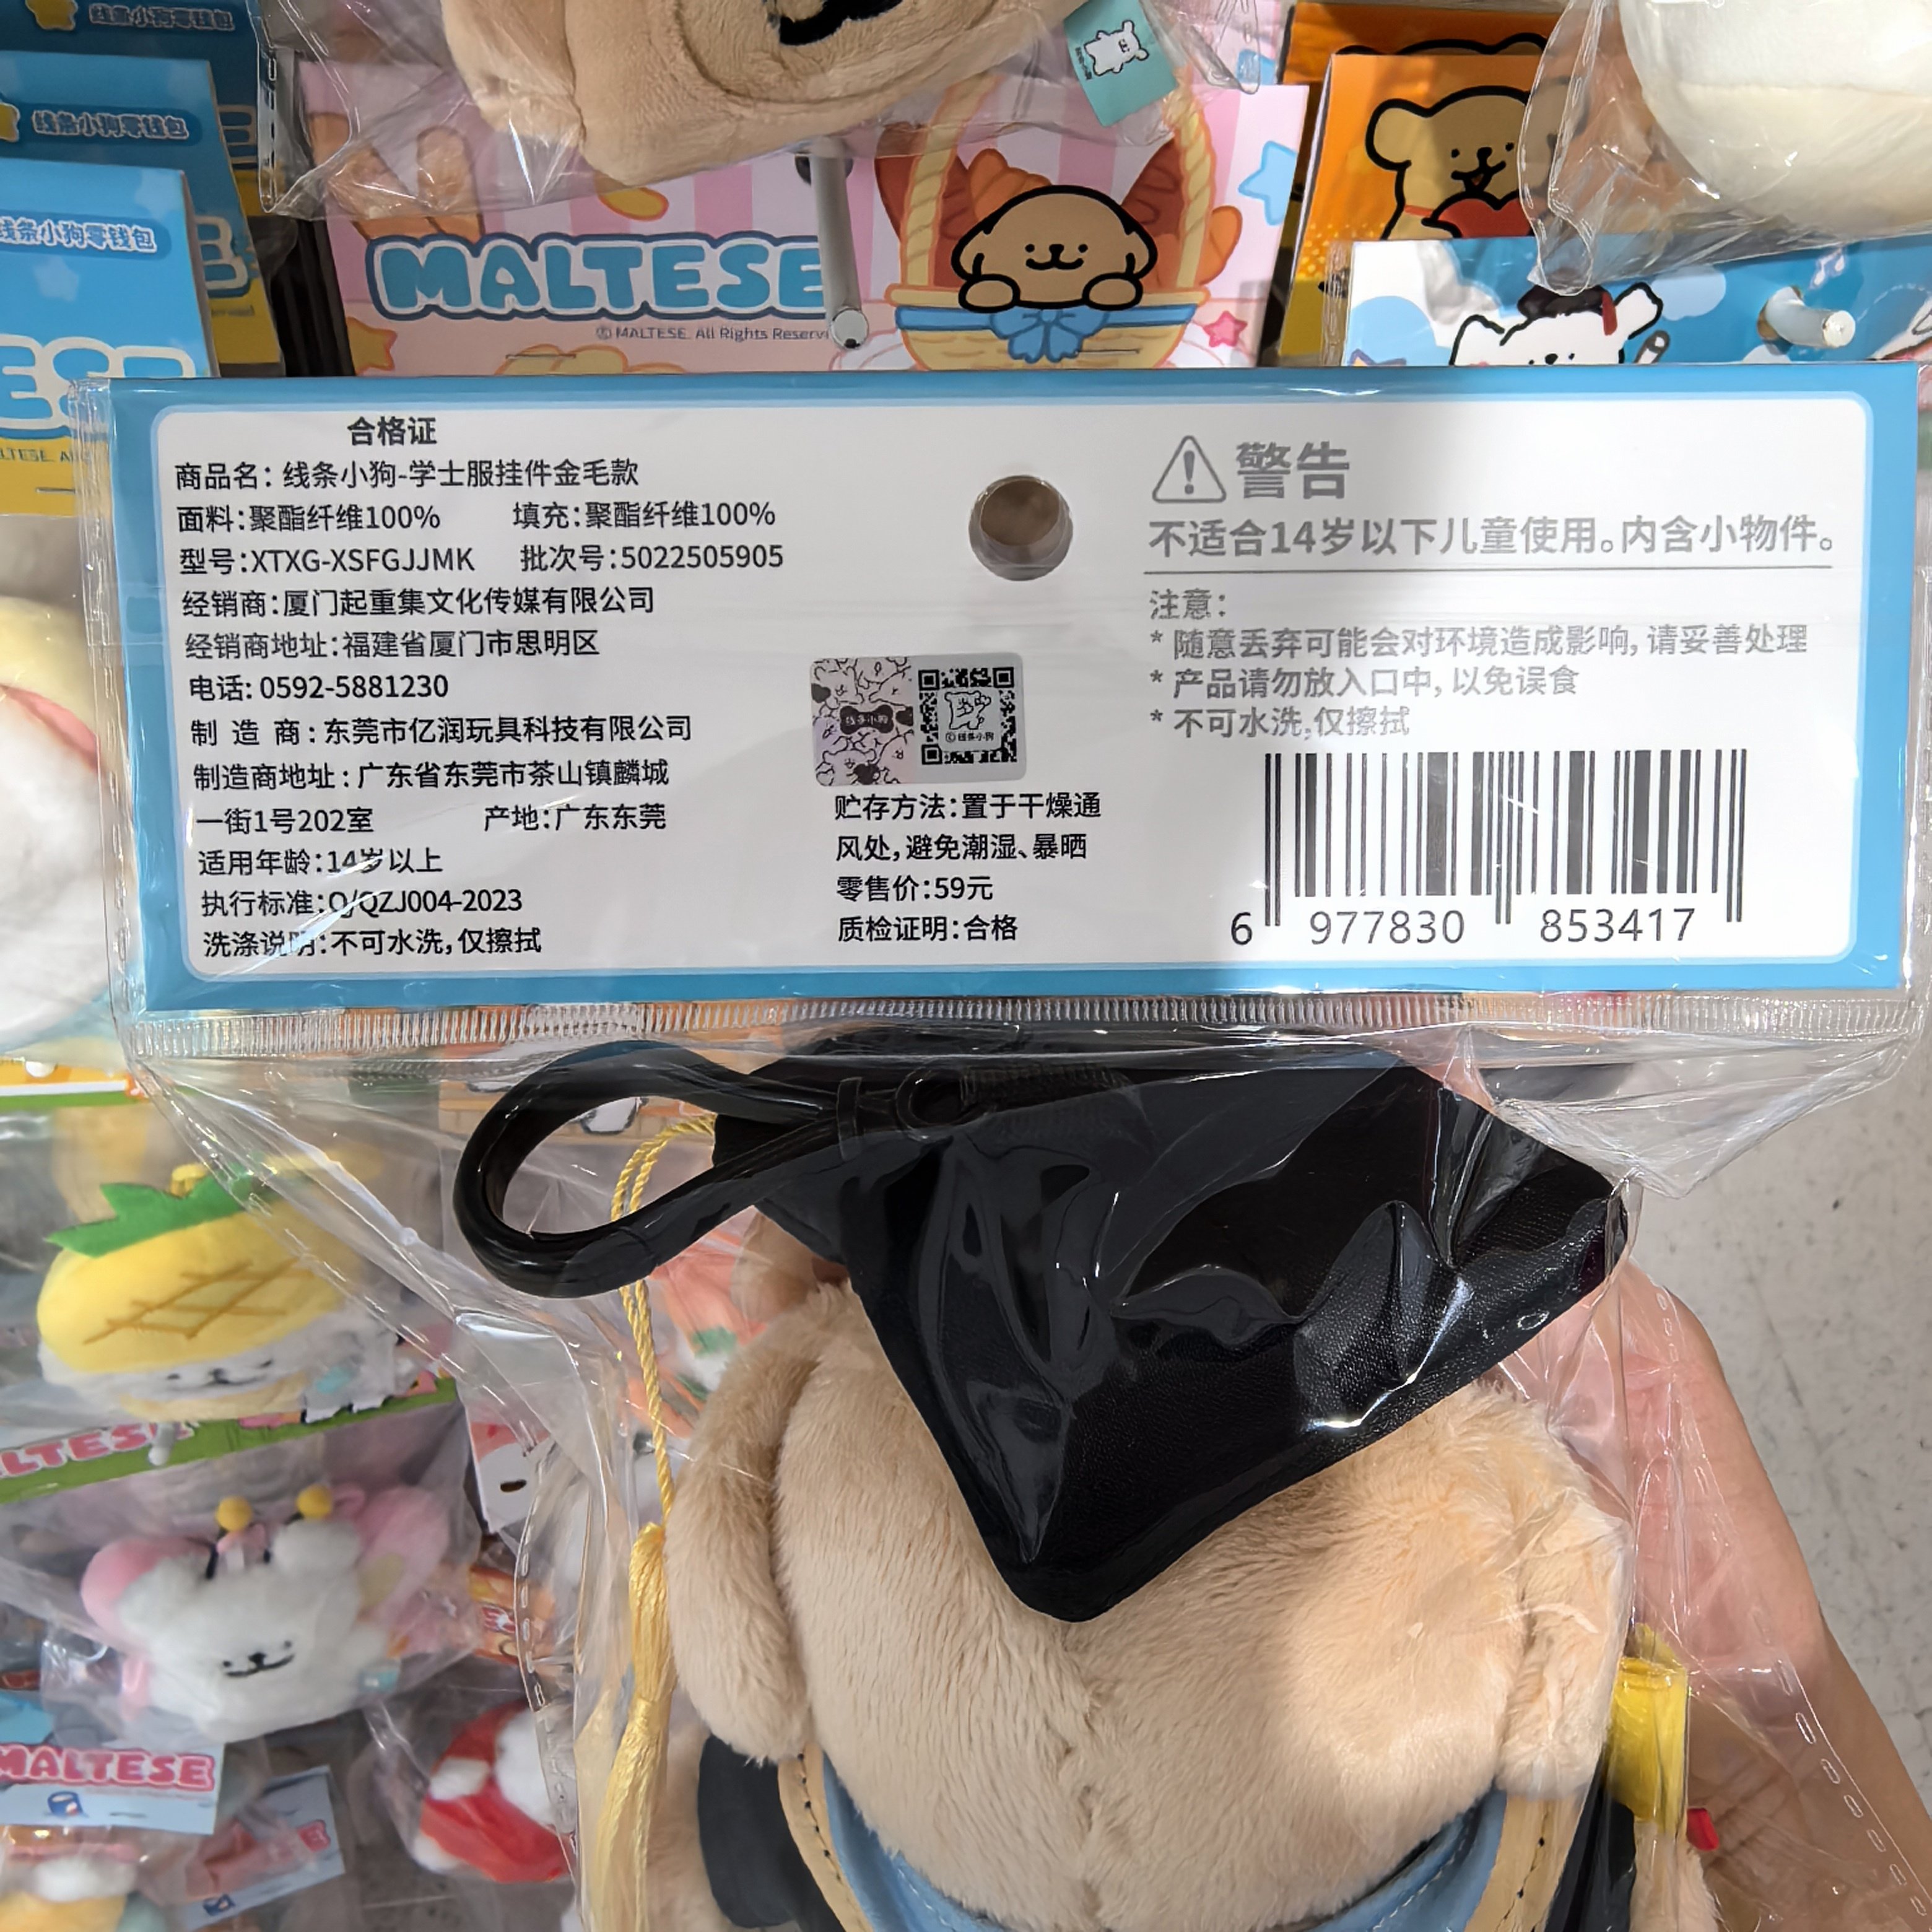 线条小狗零钱包
线条小狗零钱包
线条小狗零钱包
MALTESE
©MALTESE. All Rights Reserv
合格证
商品名：线条小狗-学士服挂件金毛款
面料：聚酯纤维100% 填充：聚酯纤维100%
型号：XTXG-XSFGJJMK 批次号：5022505905
经销商：厦门起重集文化传媒有限公司
经销商地址：福建省厦门市思明区
电话: 0592-5881230
制造商：东莞市亿润玩具科技有限公司
制造商地址：广东省东莞市茶山镇麟城
一街1号202室 产地：广东东莞
适用年龄：14岁以上
执行标准：Q/QZJ004-2023
洗涤说明：不可水洗，仅擦拭
线条小狗
©线条小狗
贮存方法：置于干燥通
风处，避免潮湿、暴晒
零售价：59元
质检证明：合格
警告
不适合14岁以下儿童使用。内含小物件。
注意：
* 随意丢弃可能会对环境造成影响，请妥善处理
* 产品请勿放入口中，以免误食
* 不可水洗,仅擦拭
6 977830 853417
LTESE
MALTESE